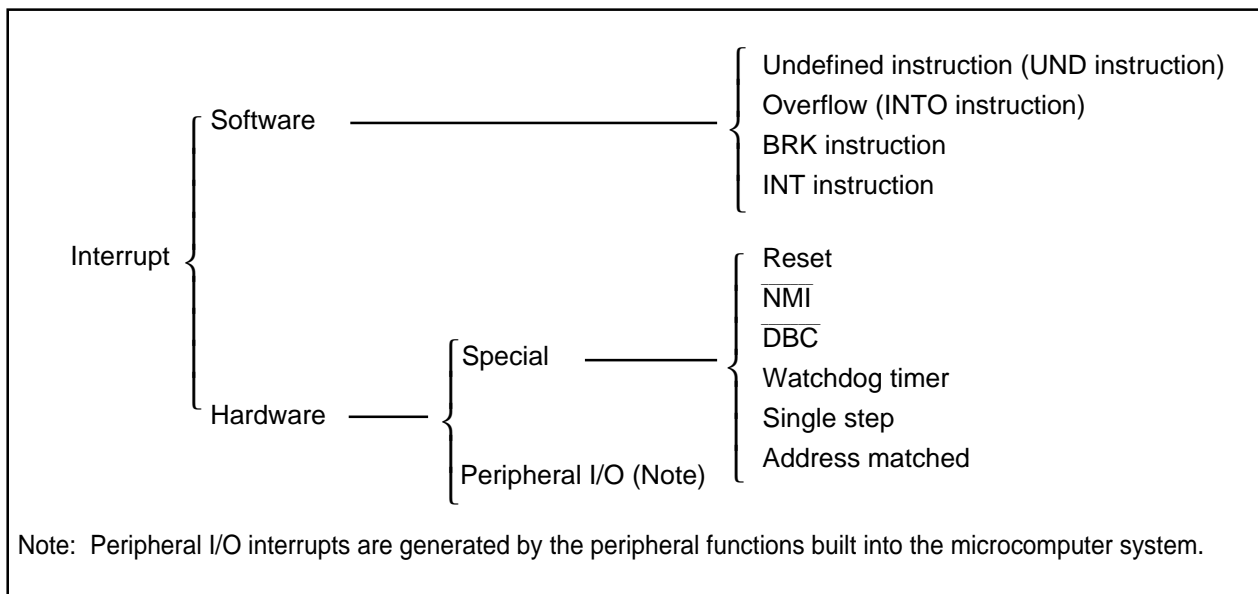 Undefined instruction (UND instruction)
Software
Overflow (INTO instruction)
BRK instruction
INT instruction
Interrupt
Reset
N̅M̅I̅
D̅B̅C̅
Special
Watchdog timer
Hardware
Single step
Peripheral I/O (Note)
Address matched
Note: Peripheral I/O interrupts are generated by the peripheral functions built into the microcomputer system.